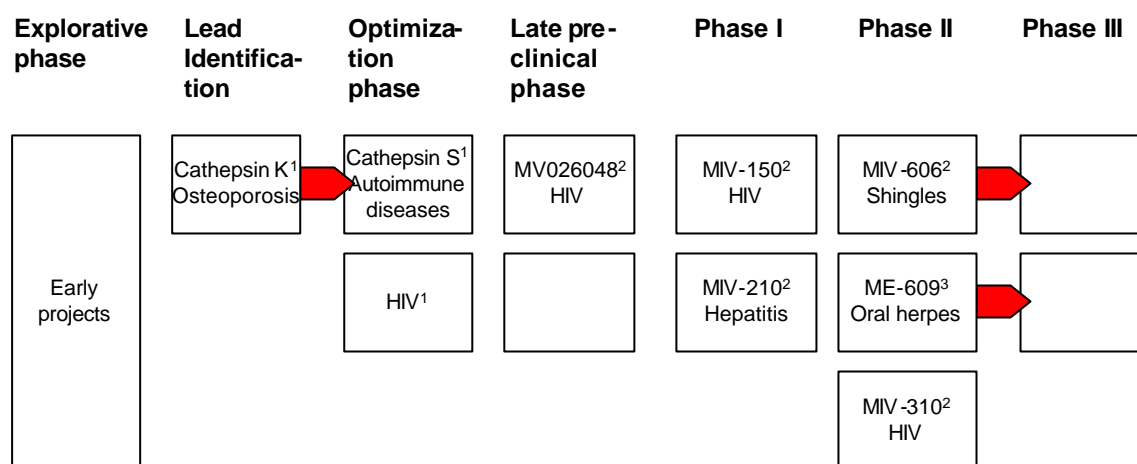 Explorative
phase
Lead
Identifica-
tion
Optimiza-
tion
phase
Late pre-
clinical
phase
Phase I
Phase II
Phase III
Early
projects
Cathepsin K¹
Osteoporosis
Cathepsin S¹
Autoimmune
diseases
HIV¹
MV026048²
HIV
MIV-150²
HIV
MIV-210²
Hepatitis
MIV-606²
Shingles
ME-609³
Oral herpes
MIV-310²
HIV